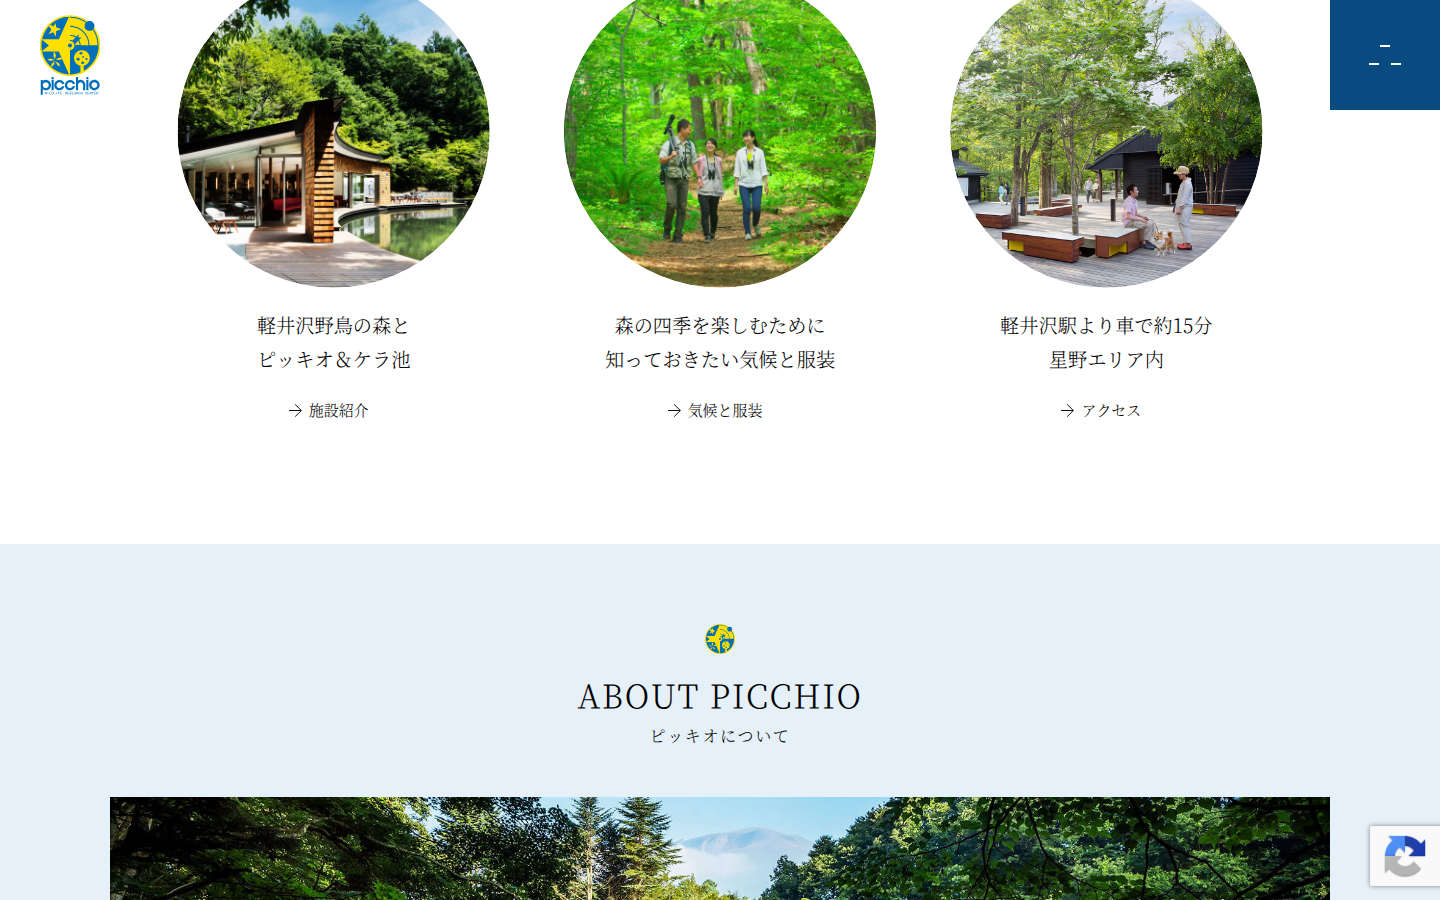 picchio
軽井沢野鳥の森と
ピッキオ＆ケラ池
施設紹介
森の四季を楽しむために
知っておきたい気候と服装
気候と服装
軽井沢駅より車で約15分
星野エリア内
アクセス
ABOUT PICCHIO
ピッキオについて